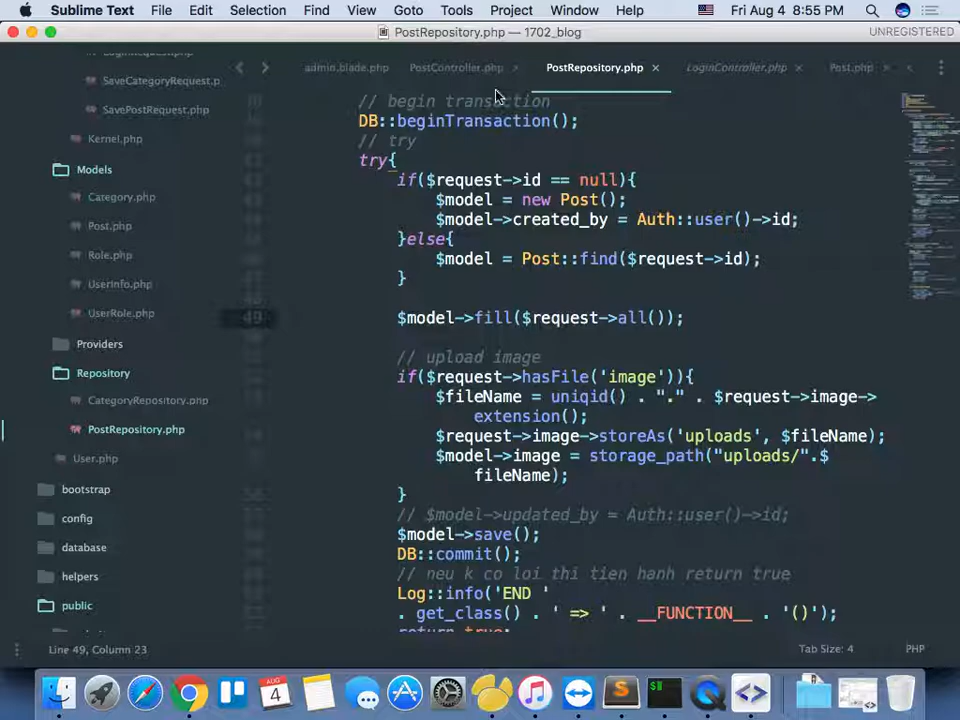 Sublime Text File Edit Selection Find View Goto Tools Project Window Help Fri Aug 4 8:55 PM
PostRepository.php — 1702_blog UNREGISTERED
admin.blade.php PostController.php PostRepository.php LoginController.php Post.php
LoginRequest.php
SaveCategoryRequest.p
SavePostRequest.php
Kernel.php
Models
Category.php
Post.php
Role.php
UserInfo.php
UserRole.php
Providers
Repository
CategoryRepository.php
PostRepository.php
User.php
bootstrap
config
database
helpers
public
// begin transaction
DB::beginTransaction();
// try
try{
if($request->id == null){
$model = new Post();
$model->created_by = Auth::user()->id;
}else{
$model = Post::find($request->id);
}
49
$model->fill($request->all());
// upload image
if($request->hasFile('image')){
$fileName = uniqid() . "." . $request->image->
extension();
$request->image->storeAs('uploads', $fileName);
$model->image = storage_path("uploads/".$
fileName);
}
// $model->updated_by = Auth::user()->id;
$model->save();
DB::commit();
// neu k co loi thi tien hanh return true
Log::info('END '
. get_class() . ' => ' . __FUNCTION__ . '()');
return true;
Line 49, Column 23 Tab Size: 4 PHP